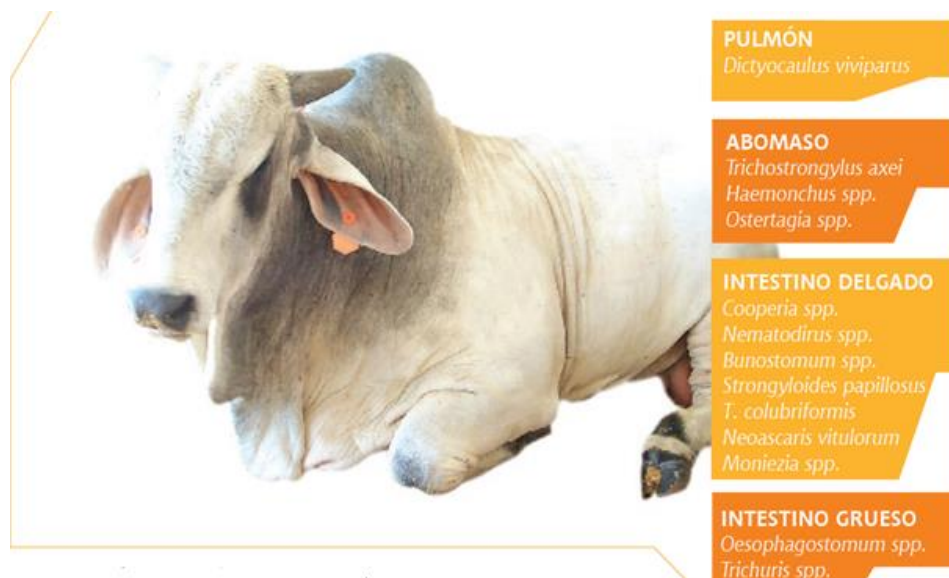 PULMÓN
Dictyocaulus viviparus
ABOMASO
Trichostrongylus axei
Haemonchus spp.
Ostertagia spp.
INTESTINO DELGADO
Cooperia spp.
Nematodirus spp.
Bunostomum spp.
Strongyloides papillosus
T. colubriformis
Neoascaris vitulorum
Moniezia spp.
INTESTINO GRUESO
Oesophagostomum spp.
Trichuris spp.